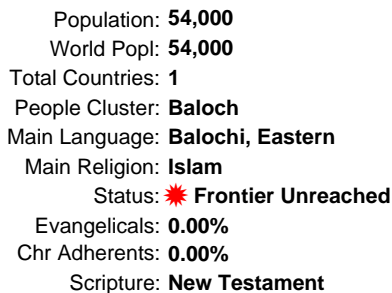 Population: 54,000
World Popl: 54,000
Total Countries: 1
People Cluster: Baloch
Main Language: Balochi, Eastern
Main Religion: Islam
Status: Frontier Unreached
Evangelicals: 0.00%
Chr Adherents: 0.00%
Scripture: New Testament